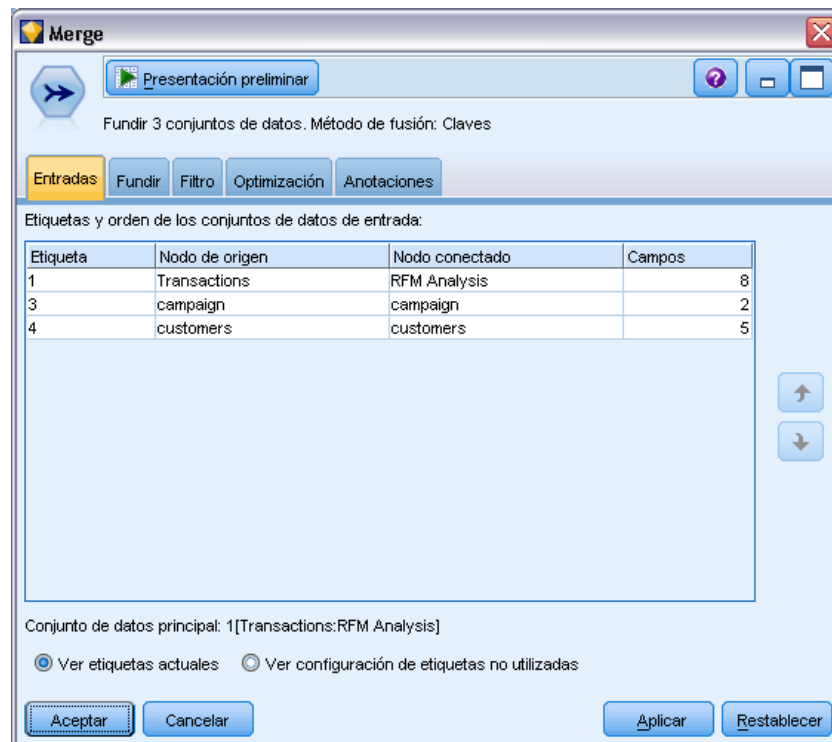 Merge
Presentación preliminar
Fundir 3 conjuntos de datos. Método de fusión: Claves
Entradas Fundir Filtro Optimización Anotaciones
Etiquetas y orden de los conjuntos de datos de entrada:
Etiqueta Nodo de origen Nodo conectado Campos
1 Transactions RFM Analysis 8
3 campaign campaign 2
4 customers customers 5
Conjunto de datos principal: 1[Transactions:RFM Analysis]
Ver etiquetas actuales Ver configuración de etiquetas no utilizadas
Aceptar Cancelar Aplicar Restablecer